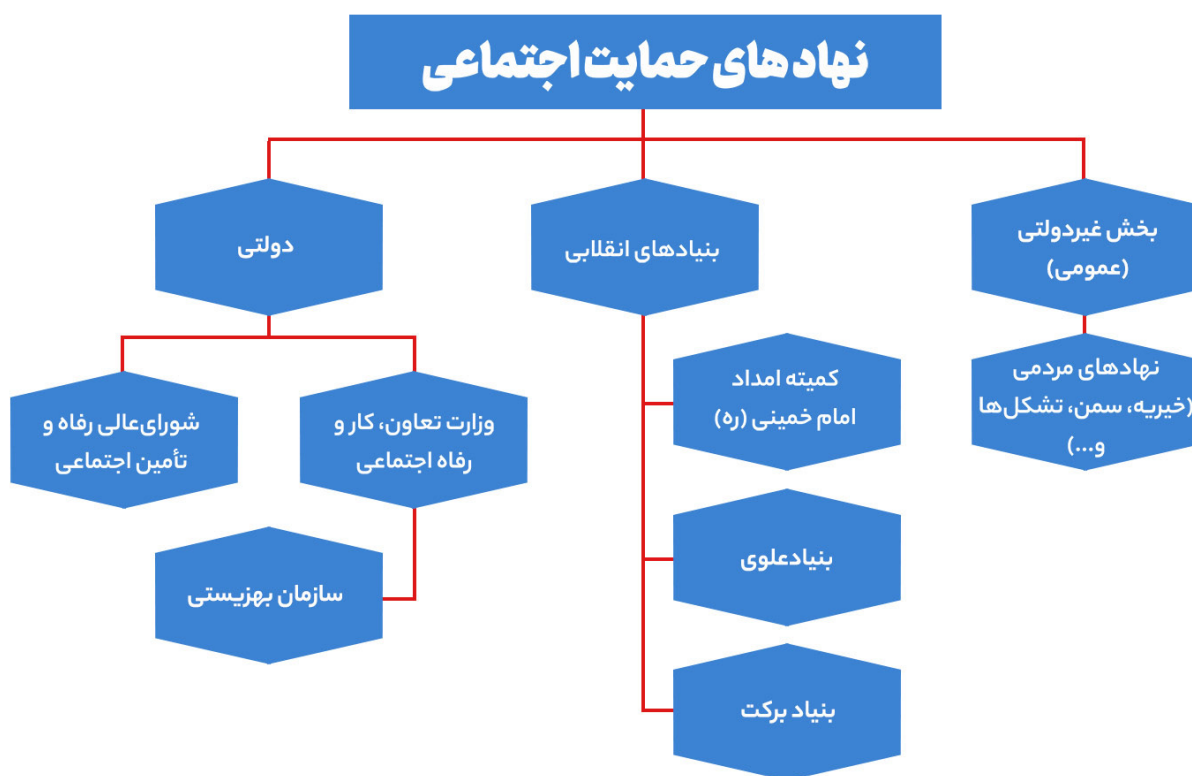 نهادهای حمایت اجتماعی
بخش غیردولتی
(عمومی)
نهادهای مردمی
(خیریه، سمن، تشکل‌ها
و...)
بنیادهای انقلابی
کمیته امداد
امام خمینی (ره)
بنیادعلوی
بنیاد برکت
دولتی
وزارت تعاون، کار و
رفاه اجتماعی
سازمان بهزیستی
شورای‌عالی رفاه و
تأمین اجتماعی